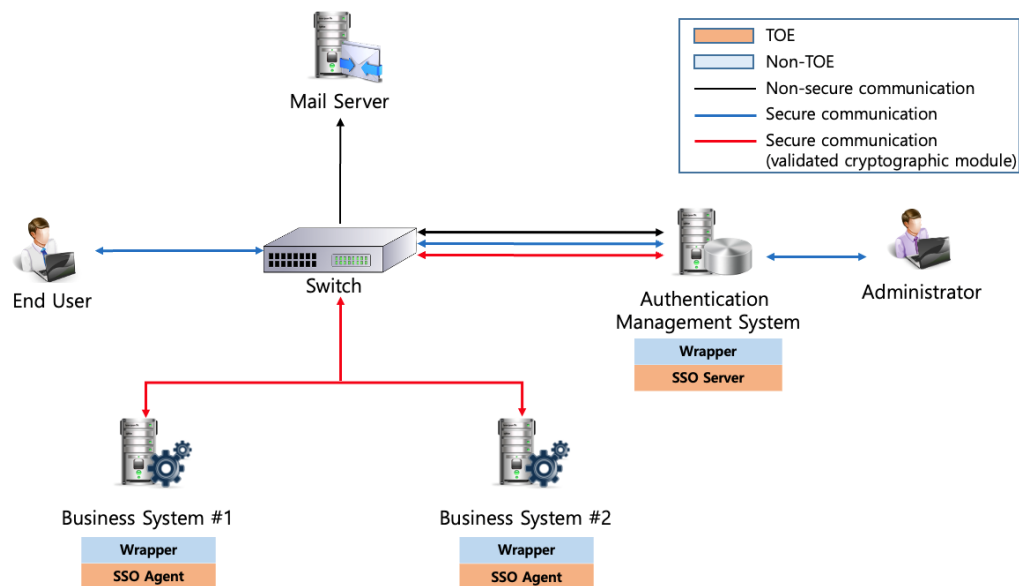 TOE
Non-TOE
Non-secure communication
Secure communication
Secure communication
(validated cryptographic module)
Mail Server
End User
Switch
Authentication
Management System
Administrator
Wrapper
SSO Server
Business System #1
Business System #2
Wrapper
Wrapper
SSO Agent
SSO Agent